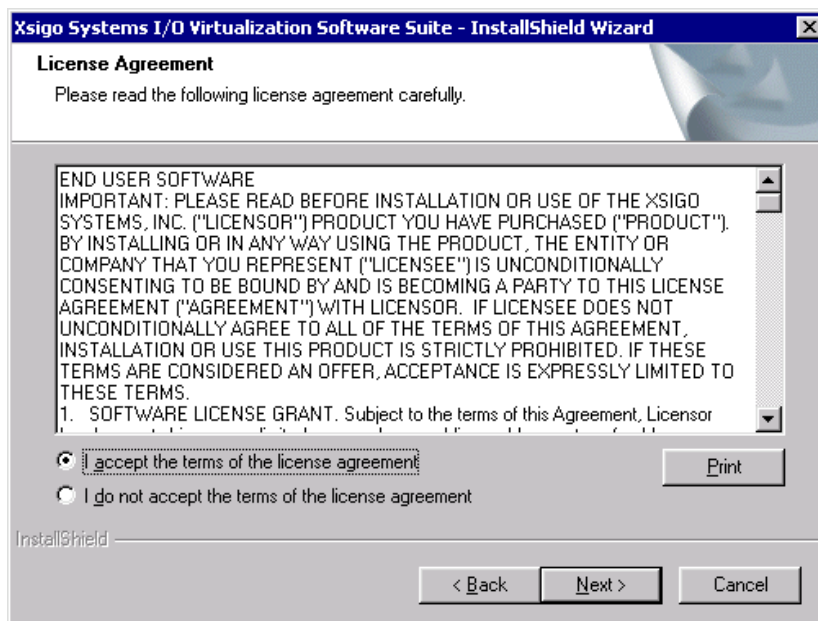 Xsigo Systems I/O Virtualization Software Suite - InstallShield Wizard
License Agreement
Please read the following license agreement carefully.
END USER SOFTWARE
IMPORTANT: PLEASE READ BEFORE INSTALLATION OR USE OF THE XSIGO
SYSTEMS, INC. ("LICENSOR") PRODUCT YOU HAVE PURCHASED ("PRODUCT").
BY INSTALLING OR IN ANY WAY USING THE PRODUCT, THE ENTITY OR
COMPANY THAT YOU REPRESENT ("LICENSEE") IS UNCONDITIONALLY
CONSENTING TO BE BOUND BY AND IS BECOMING A PARTY TO THIS LICENSE
AGREEMENT ("AGREEMENT") WITH LICENSOR.  IF LICENSEE DOES NOT
UNCONDITIONALLY AGREE TO ALL OF THE TERMS OF THIS AGREEMENT,
INSTALLATION OR USE THIS PRODUCT IS STRICTLY PROHIBITED. IF THESE
TERMS ARE CONSIDERED AN OFFER, ACCEPTANCE IS EXPRESSLY LIMITED TO
THESE TERMS.
1.   SOFTWARE LICENSE GRANT. Subject to the terms of this Agreement, Licensor
I accept the terms of the license agreement
Print
I do not accept the terms of the license agreement
InstallShield
< Back
Next >
Cancel